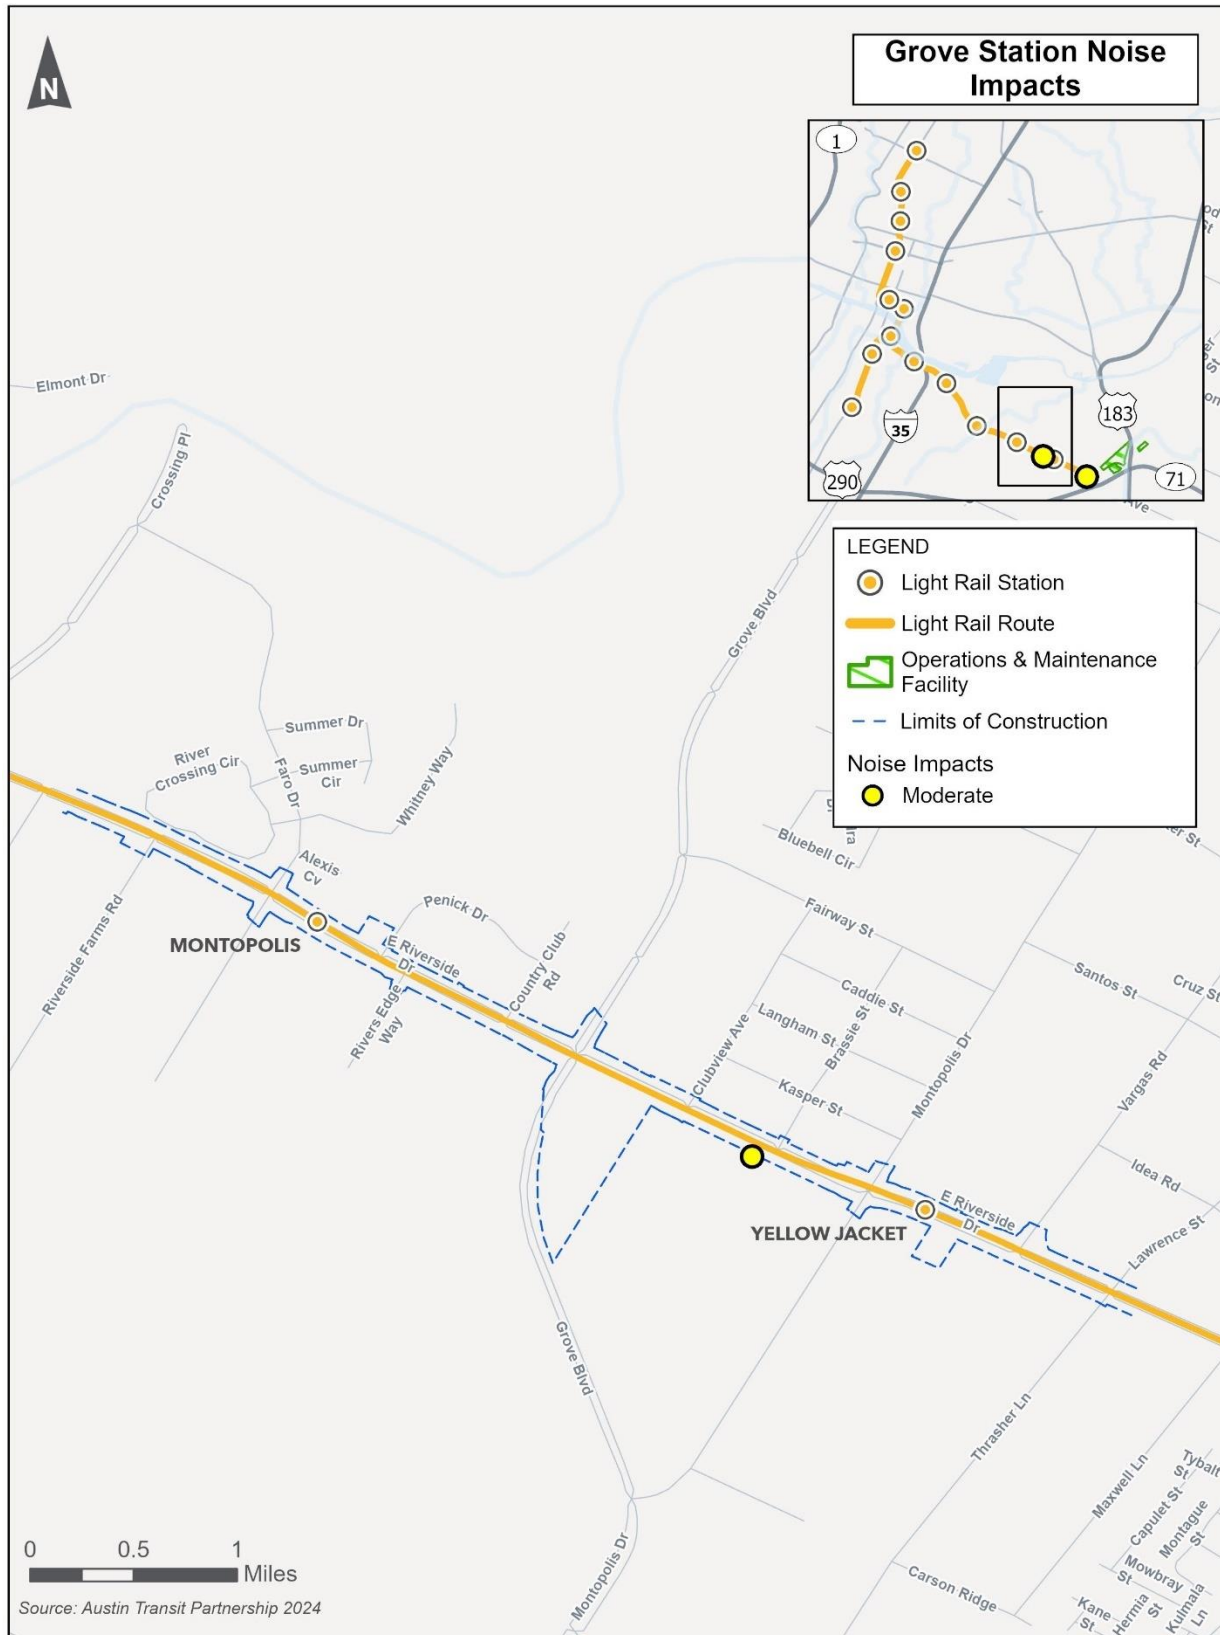 Grove Station Noise
Impacts
N
1
35
183
290
71
Ave
LEGEND
Light Rail Station
Light Rail Route
Operations & Maintenance
Facility
Limits of Construction
Noise Impacts
Moderate
Elmont Dr
Crossing Pl
Grove Blvd
Summer Dr
River
Crossing Cir
Summer
Cir
Faro Dr
Whitney Way
Alexis
Cv
Bluebell Cir
Penick Dr
Fairway St
MONTOPOLIS
E Riverside
Dr
Riverside Farms Rd
Country Club
Rd
Rivers Edge
Way
Santos St
Cruz St
Caddie St
Langham St
Brassie St
Clubview Ave
Kasper St
Montopolis Dr
Vargas Rd
Idea Rd
YELLOW JACKET
E Riverside
Dr
Lawrence St
Grove Blvd
Thrasher Ln
Maxwell Ln
Tybalt
St
Capulet St
Montague
St
Mowbray
St
Kulmala
Ln
Hermia
St
Kane
St
Carson Ridge
Montopolis Dr
0 0.5 1
Miles
Source: Austin Transit Partnership 2024